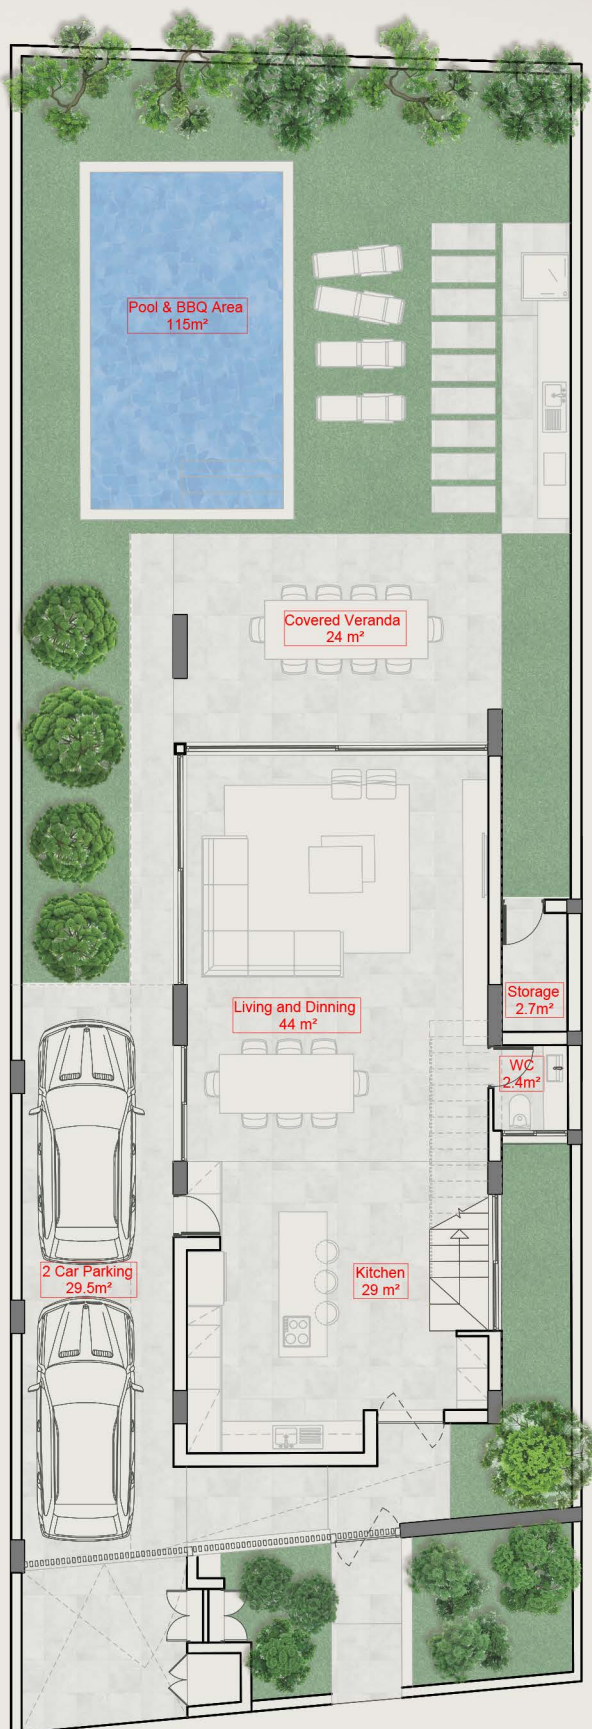 Pool & BBQ Area
115m²
Covered Veranda
24 m²
Storage
2.7m²
Living and Dinning
44 m²
WC
2.4m²
2 Car Parking
29.5m²
Kitchen
29 m²